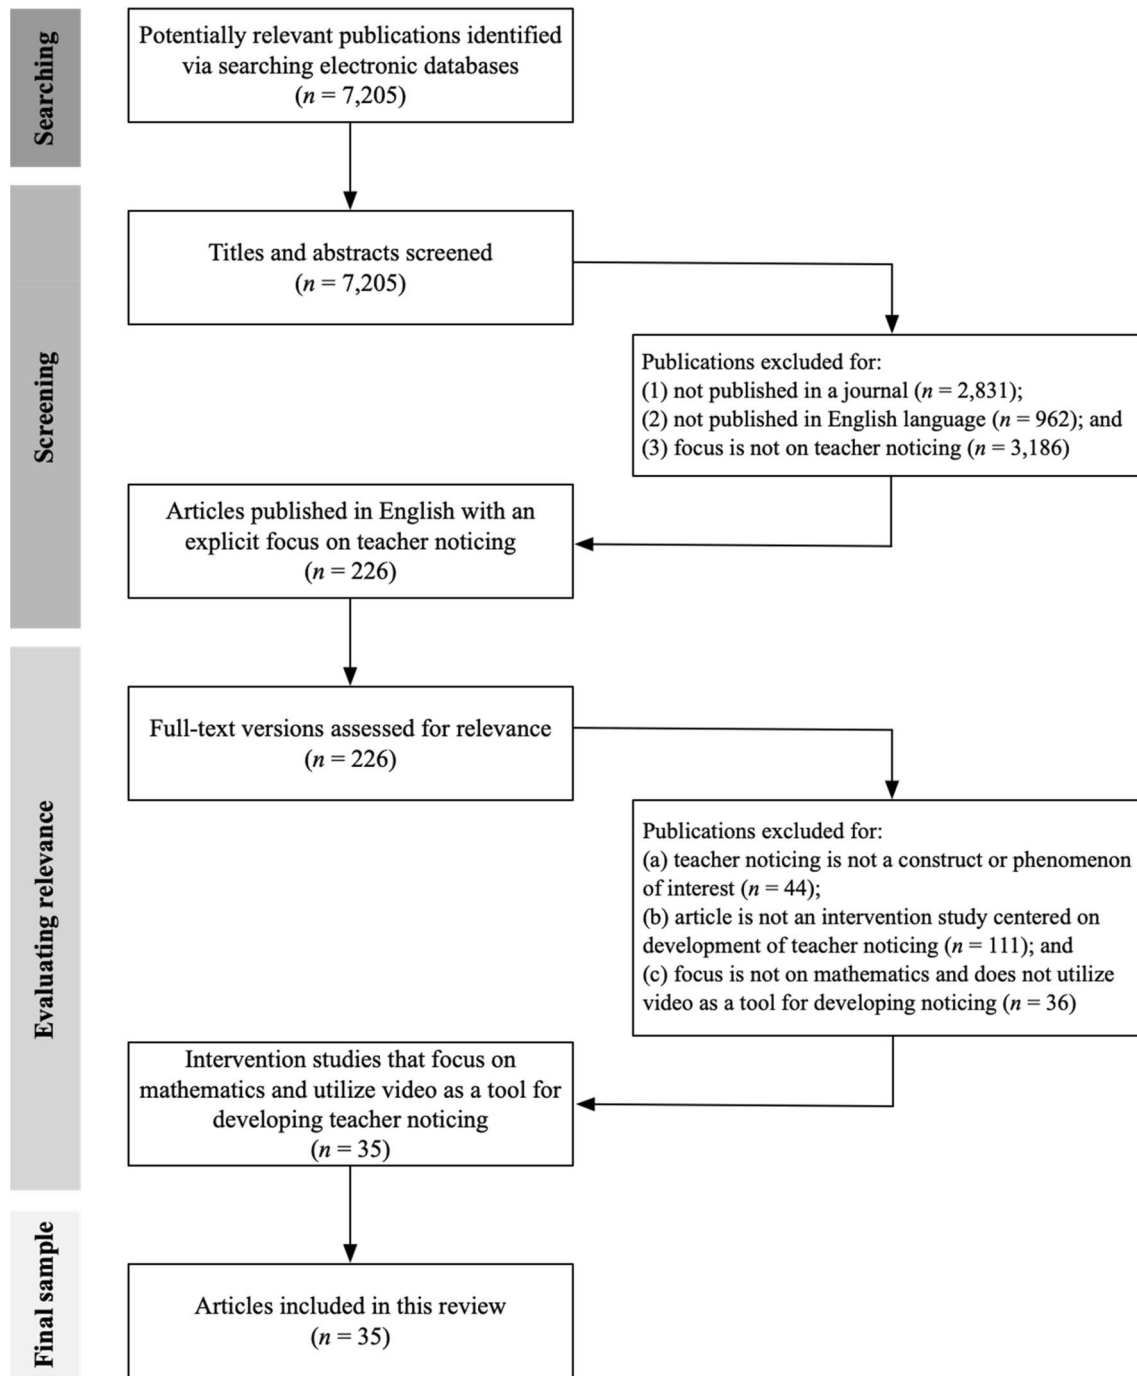 Searching
Potentially relevant publications identified
via searching electronic databases
(n = 7,205)
Screening
Titles and abstracts screened
(n = 7,205)
Publications excluded for:
(1) not published in a journal (n = 2,831);
(2) not published in English language (n = 962); and
(3) focus is not on teacher noticing (n = 3,186)
Articles published in English with an
explicit focus on teacher noticing
(n = 226)
Evaluating relevance
Full-text versions assessed for relevance
(n = 226)
Publications excluded for:
(a) teacher noticing is not a construct or phenomenon
of interest (n = 44);
(b) article is not an intervention study centered on
development of teacher noticing (n = 111); and
(c) focus is not on mathematics and does not utilize
video as a tool for developing noticing (n = 36)
Intervention studies that focus on
mathematics and utilize video as a tool for
developing teacher noticing
(n = 35)
Final sample
Articles included in this review
(n = 35)